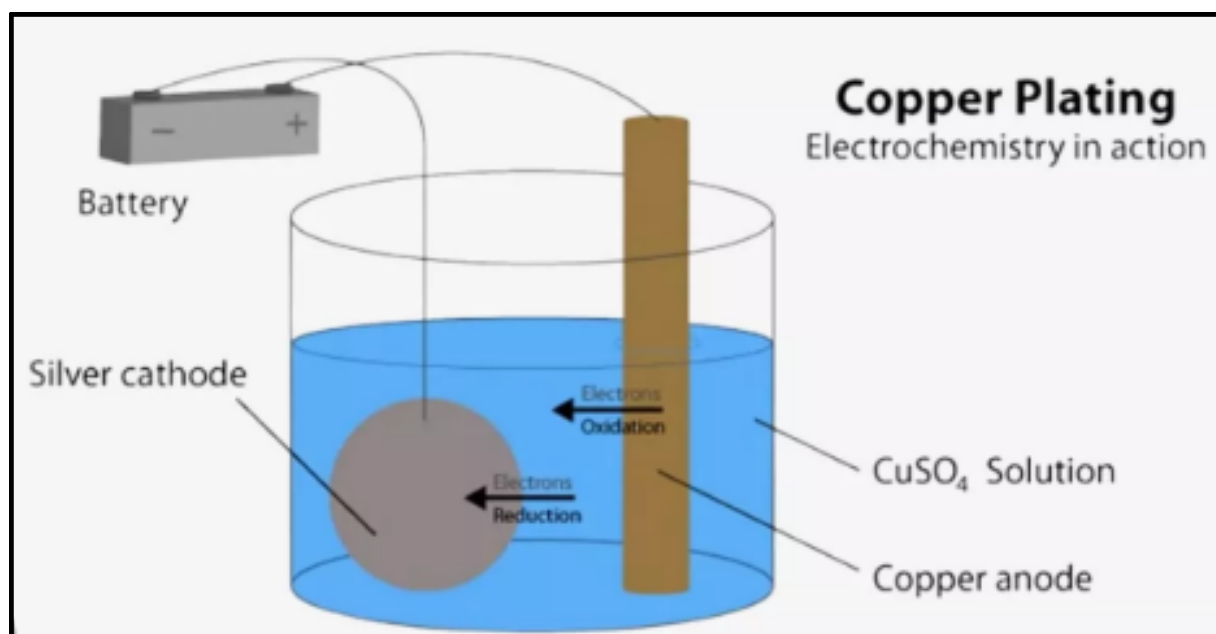 Copper Plating
Electrochemistry in action
− +
Battery
Silver cathode
Electrons
Oxidation
Electrons
Reduction
CuSO₄ Solution
Copper anode